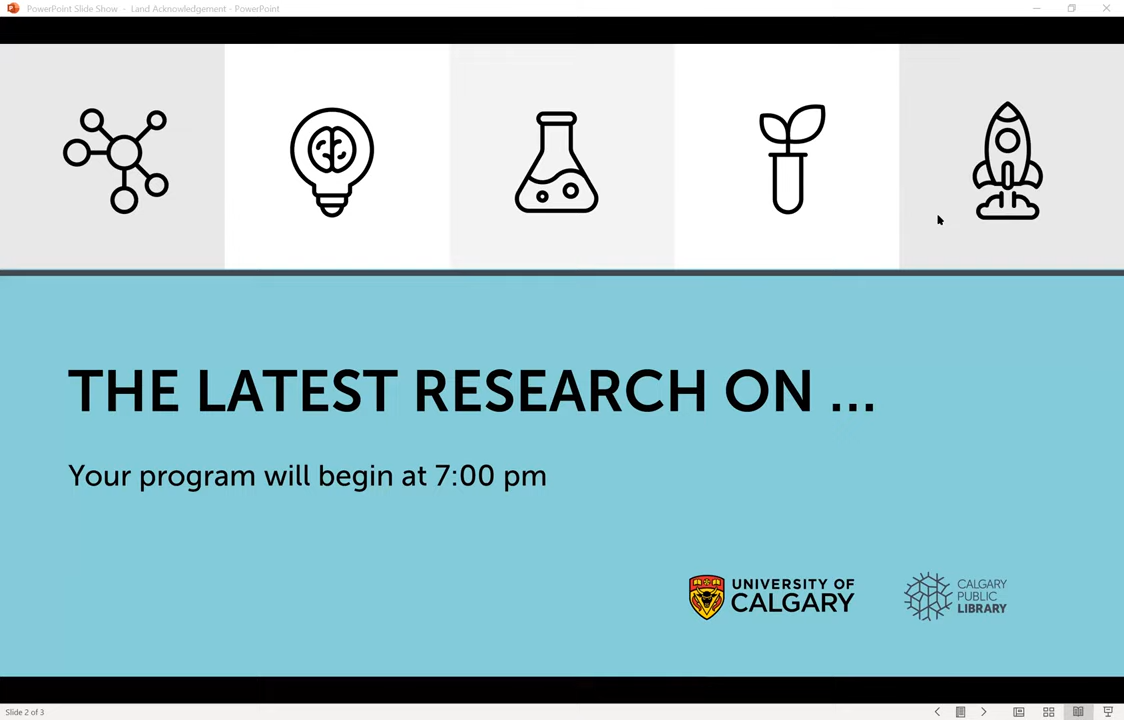 PowerPoint Slide Show - Land Acknowledgement - PowerPoint
THE LATEST RESEARCH ON ...
Your program will begin at 7:00 pm
UNIVERSITY OF
CALGARY
CALGARY
PUBLIC
LIBRARY
Slide 2 of 3